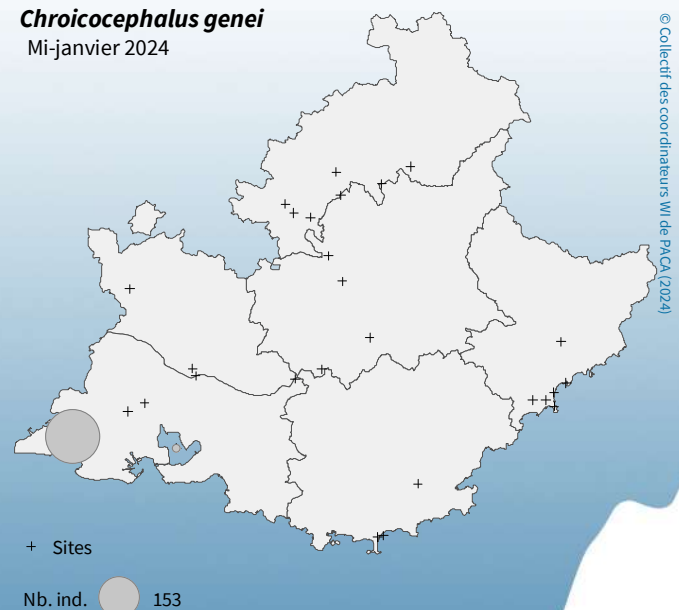 Chroicocephalus genei
Mi-janvier 2024
© Collectif des coordinateurs WI de PACA (2024)
+ Sites
Nb. ind. 153